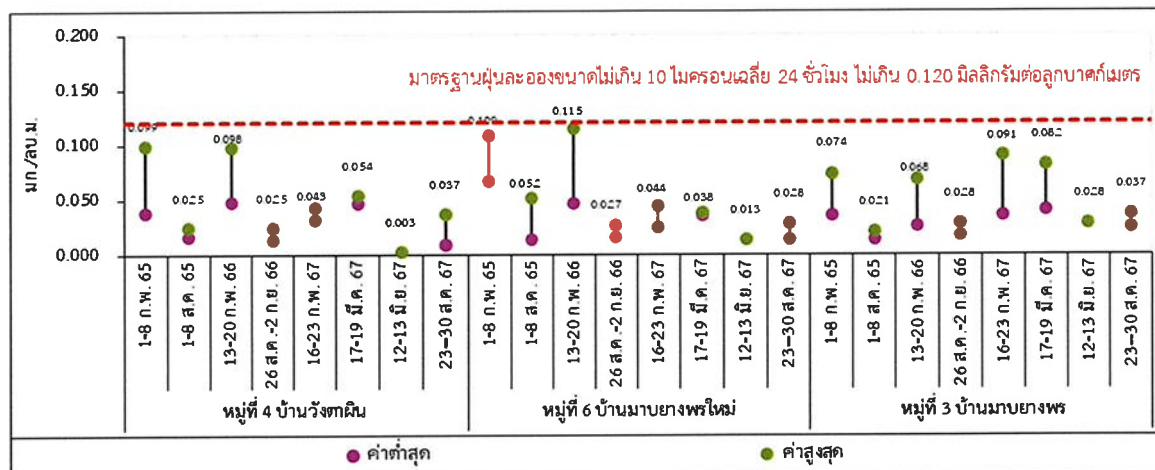 0.200
มาตรฐานฝุ่นละอองขนาดไม่เกิน 10 ไมครอนเฉลี่ย 24 ชั่วโมง ไม่เกิน 0.120 มิลลิกรัมต่อลูกบาศก์เมตร
0.150
0.100
0.050
0.000
มก./ลบ.ม.
0.099 0.025 0.098 0.025 0.043 0.054 0.003 0.037
0.052 0.115 0.027 0.044 0.038 0.013 0.028
0.074 0.021 0.068 0.028 0.091 0.082 0.028 0.037
1-8 ก.พ. 65
1-8 ส.ค. 65
13-20 ก.พ. 66
26 ส.ค.-2 ก.ย. 66
16-23 ก.พ. 67
17-19 มี.ค. 67
12-13 มิ.ย. 67
23-30 ส.ค. 67
1-8 ก.พ. 65
1-8 ส.ค. 65
13-20 ก.พ. 66
26 ส.ค.-2 ก.ย. 66
16-23 ก.พ. 67
17-19 มี.ค. 67
12-13 มิ.ย. 67
23-30 ส.ค. 67
1-8 ก.พ. 65
1-8 ส.ค. 65
13-20 ก.พ. 66
26 ส.ค.-2 ก.ย. 66
16-23 ก.พ. 67
17-19 มี.ค. 67
12-13 มิ.ย. 67
23-30 ส.ค. 67
หมู่ที่ 4 บ้านวังตาผิน
หมู่ที่ 6 บ้านมาบยางพรใหม่
หมู่ที่ 3 บ้านมาบยางพร
ค่าต่ำสุด
ค่าสูงสุด